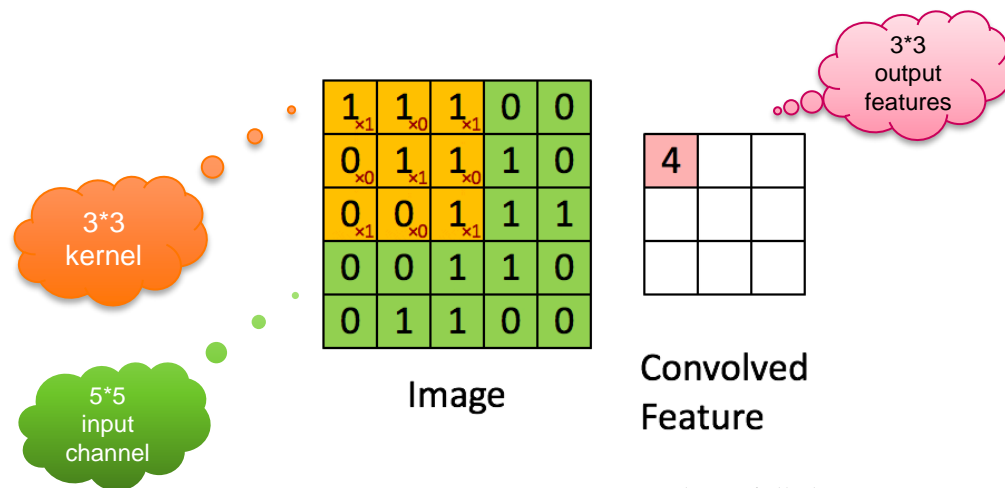 3*3
output
features
1×1 1×0 1×1 0 0
0×0 1×1 1×0 1 0
0×1 0×0 1×1 1 1
0 0 1 1 0
0 1 1 0 0
4
3*3
kernel
5*5
input
channel
Image
Convolved
Feature